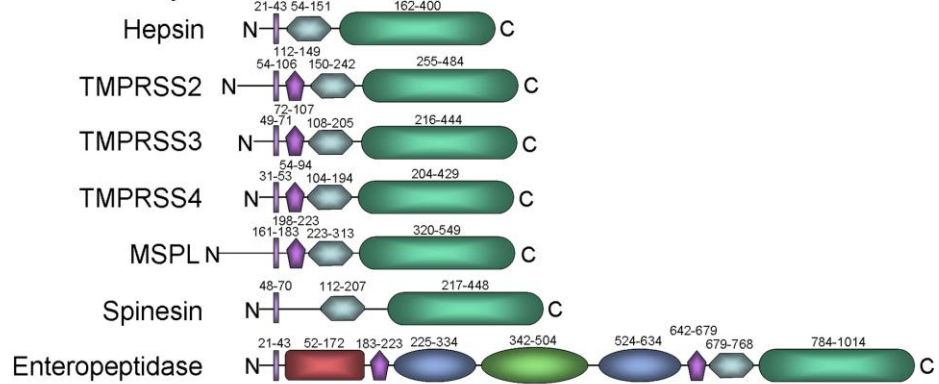 21-43 54-151 162-400
Hepsin N C
112-149
54-106 150-242 255-484
TMPRSS2 N C
72-107
49-71 108-205 216-444
TMPRSS3 N C
54-94
31-53 104-194 204-429
TMPRSS4 N C
198-223
161-183 223-313 320-549
MSPL N C
48-70 112-207 217-448
Spinesin N C
642-679
21-43 52-172 183-223 225-334 342-504 524-634 679-768 784-1014
Enteropeptidase N C